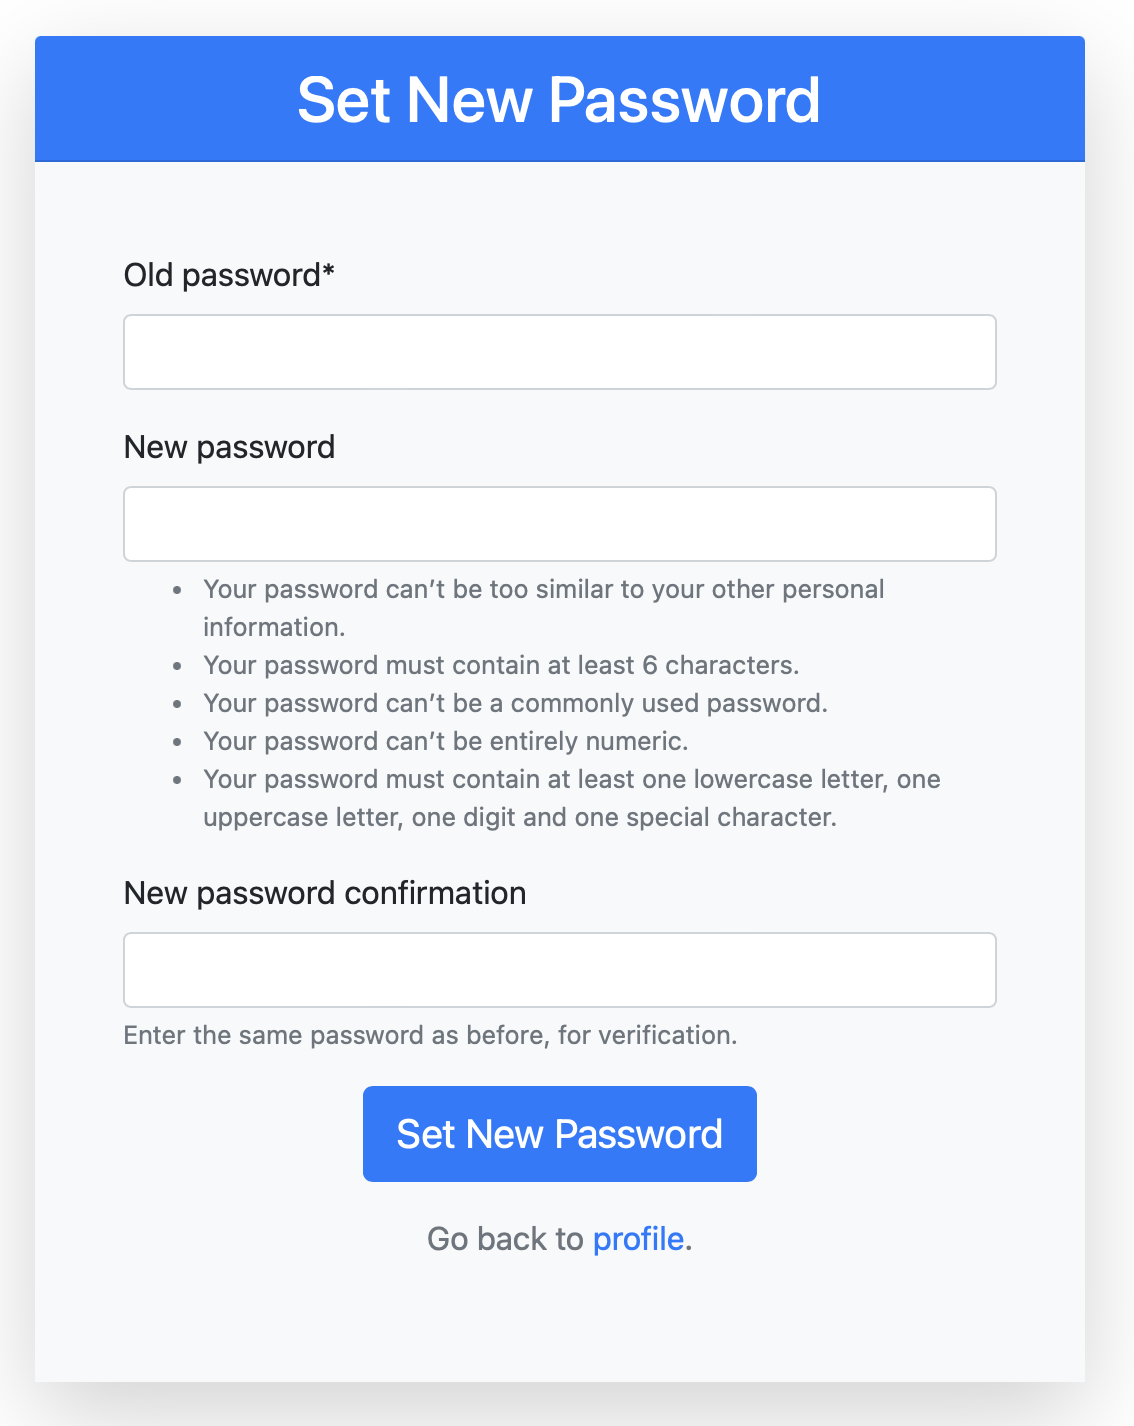 Set New Password
Old password*
New password
• Your password can’t be too similar to your other personal
information.
• Your password must contain at least 6 characters.
• Your password can’t be a commonly used password.
• Your password can’t be entirely numeric.
• Your password must contain at least one lowercase letter, one
uppercase letter, one digit and one special character.
New password confirmation
Enter the same password as before, for verification.
Set New Password
Go back to profile.